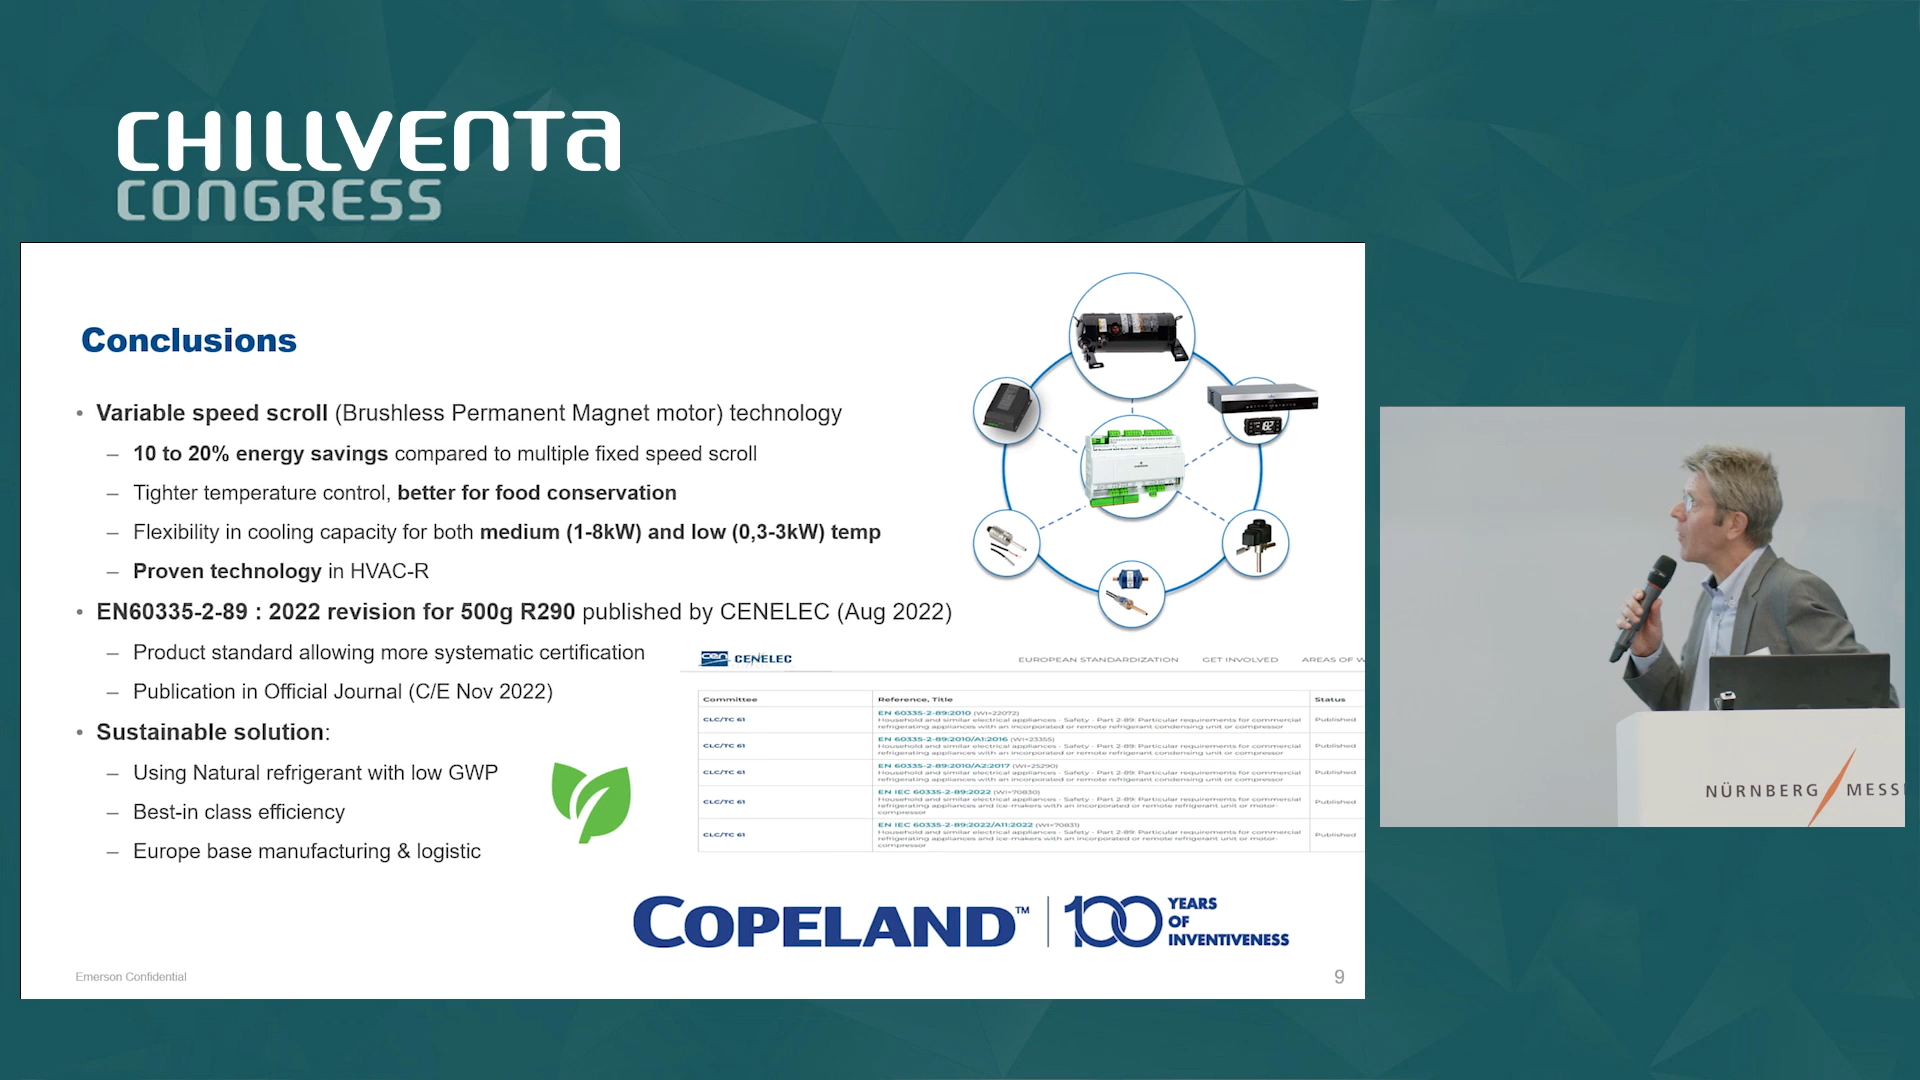 CHILLVENTA
CONGRESS
Conclusions
• Variable speed scroll (Brushless Permanent Magnet motor) technology
– 10 to 20% energy savings compared to multiple fixed speed scroll
– Tighter temperature control, better for food conservation
– Flexibility in cooling capacity for both medium (1-8kW) and low (0,3-3kW) temp
– Proven technology in HVAC-R
• EN60335-2-89 : 2022 revision for 500g R290 published by CENELEC (Aug 2022)
– Product standard allowing more systematic certification
– Publication in Official Journal (C/E Nov 2022)
• Sustainable solution:
– Using Natural refrigerant with low GWP
– Best-in class efficiency
– Europe base manufacturing & logistic
cen CENELEC
EUROPEAN STANDARDIZATION GET INVOLVED AREAS OF W
Committee Reference, Title Status
CLC/TC 61 EN 60335-2-89:2010 (WI=22072) Published
Household and similar electrical appliances - Safety - Part 2-89: Particular requirements for commercial
refrigerating appliances with an incorporated or remote refrigerant condensing unit or compressor
CLC/TC 61 EN 60335-2-89:2010/A1:2016 (WI=23355) Published
Household and similar electrical appliances - Safety - Part 2-89: Particular requirements for commercial
refrigerating appliances with an incorporated or remote refrigerant condensing unit or compressor
CLC/TC 61 EN 60335-2-89:2010/A2:2017 (WI=25290) Published
Household and similar electrical appliances - Safety - Part 2-89: Particular requirements for commercial
refrigerating appliances with an incorporated or remote refrigerant condensing unit or compressor
CLC/TC 61 EN IEC 60335-2-89:2022 (WI=70830) Published
Household and similar electrical appliances - Safety - Part 2-89: Particular requirements for commercial
refrigerating appliances and ice-makers with an incorporated or remote refrigerant unit or motor-
compressor
CLC/TC 61 EN IEC 60335-2-89:2022/A11:2022 (WI=70831) Published
Household and similar electrical appliances - Safety - Part 2-89: Particular requirements for commercial
refrigerating appliances and ice-makers with an incorporated or remote refrigerant unit or motor-
compressor
COPELAND™ 100 YEARS
OF
INVENTIVENESS
Emerson Confidential
9
NÜRNBERG MESS